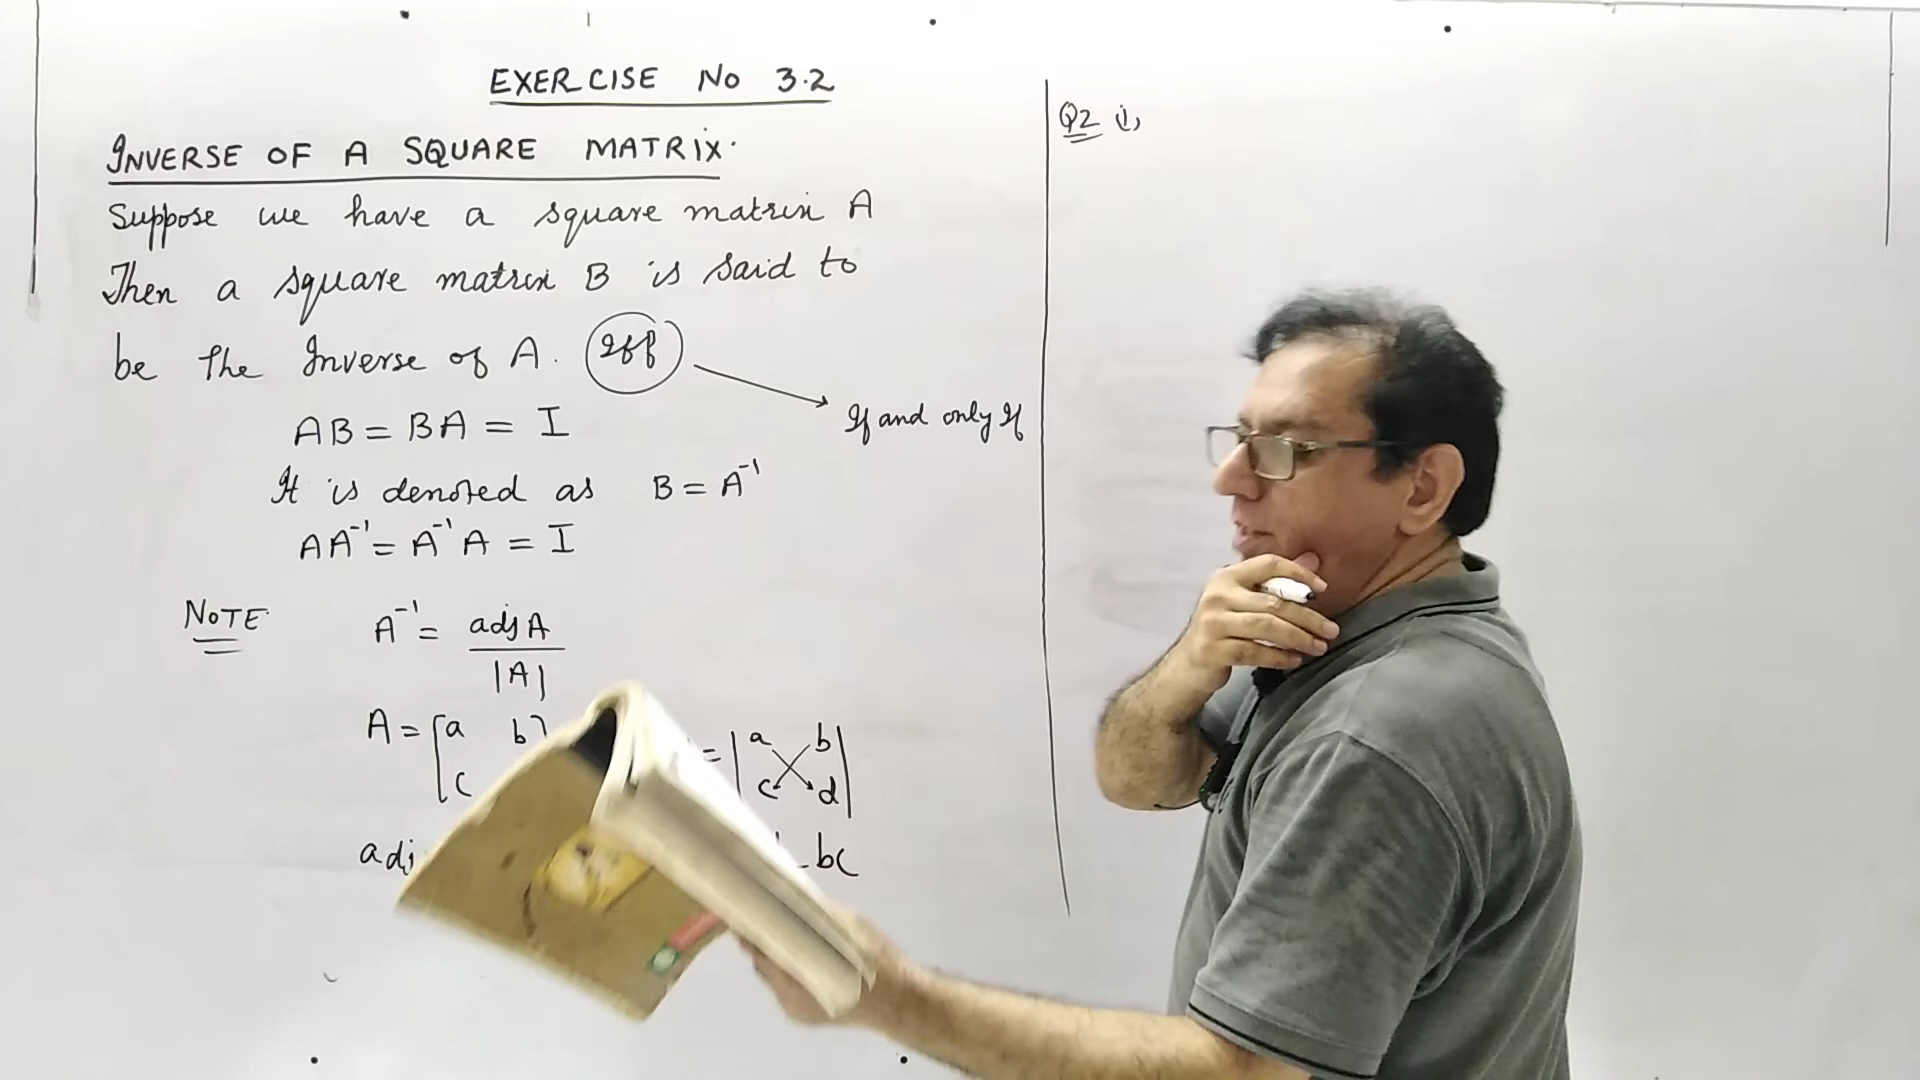 EXERCISE No 3.2
INVERSE OF A SQUARE MATRIX.
Suppose we have a square matrix A
Then a square matrix B is said to
be the Inverse of A. Iff
If and only If
AB = BA = I
It is denoted as B = A⁻¹
AA⁻¹ = A⁻¹A = I
NOTE A⁻¹ = adj A
|A|
A = [a b]
c
= |a b|
c d
adj
- bc
Q2 i)